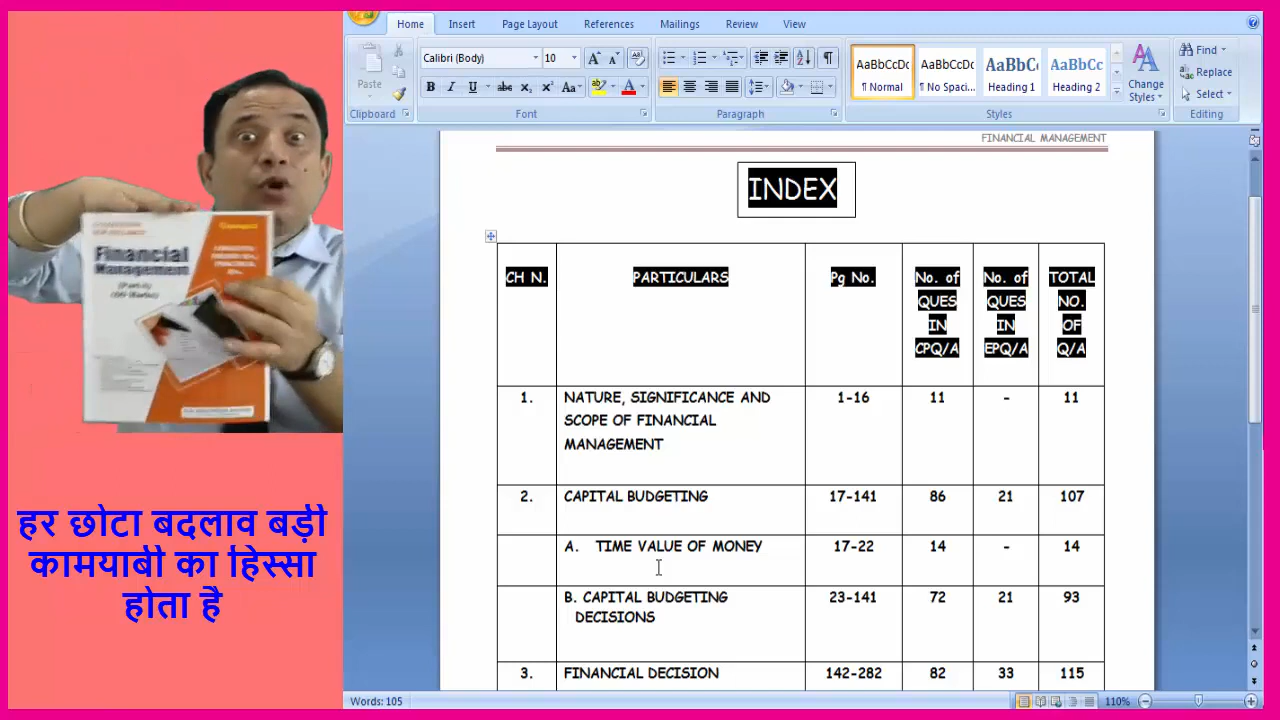 Home Insert Page Layout References Mailings Review View
Paste
Calibri (Body) 10
Clipboard Font Paragraph Styles Editing
AaBbCcDc AaBbCcDc AaBbCc AaBbCc
¶ Normal ¶ No Spaci... Heading 1 Heading 2
Change Styles
Find
Replace
Select
Financial
Management
FINANCIAL MANAGEMENT
INDEX
CH N. PARTICULARS Pg No. No. of QUES IN CPQ/A No. of QUES IN EPQ/A TOTAL NO. OF Q/A
1. NATURE, SIGNIFICANCE AND SCOPE OF FINANCIAL MANAGEMENT 1-16 11 - 11
2. CAPITAL BUDGETING 17-141 86 21 107
A. TIME VALUE OF MONEY 17-22 14 - 14
B. CAPITAL BUDGETING DECISIONS 23-141 72 21 93
3. FINANCIAL DECISION 142-282 82 33 115
Words: 105 110%
हर छोटा बदलाव बड़ी
कामयाबी का हिस्सा
होता है